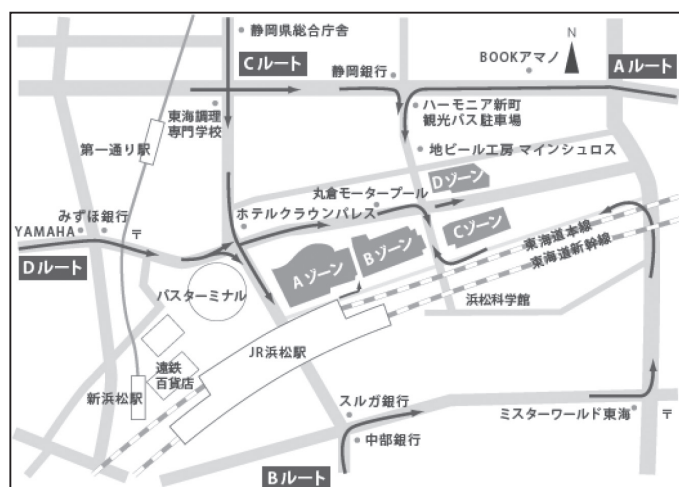 静岡県総合庁舎
N
Cルート
静岡銀行
BOOKアマノ
Aルート
東海調理
専門学校
ハーモニア新町
観光バス駐車場
第一通り駅
地ビール工房 マインシュロス
Dゾーン
丸倉モータープール
みずほ銀行
ホテルクラウンパレス
YAMAHA
〒
Cゾーン
Bゾーン
東海道本線
東海道新幹線
Dルート
Aゾーン
バスターミナル
浜松科学館
JR浜松駅
遠鉄
百貨店
新浜松駅
スルガ銀行
ミスターワールド東海
〒
中部銀行
Bルート